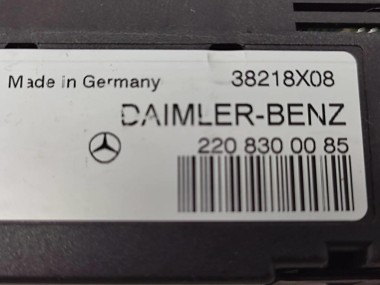 Made in Germany 38218X08
DAIMLER-BENZ
220 830 00 85